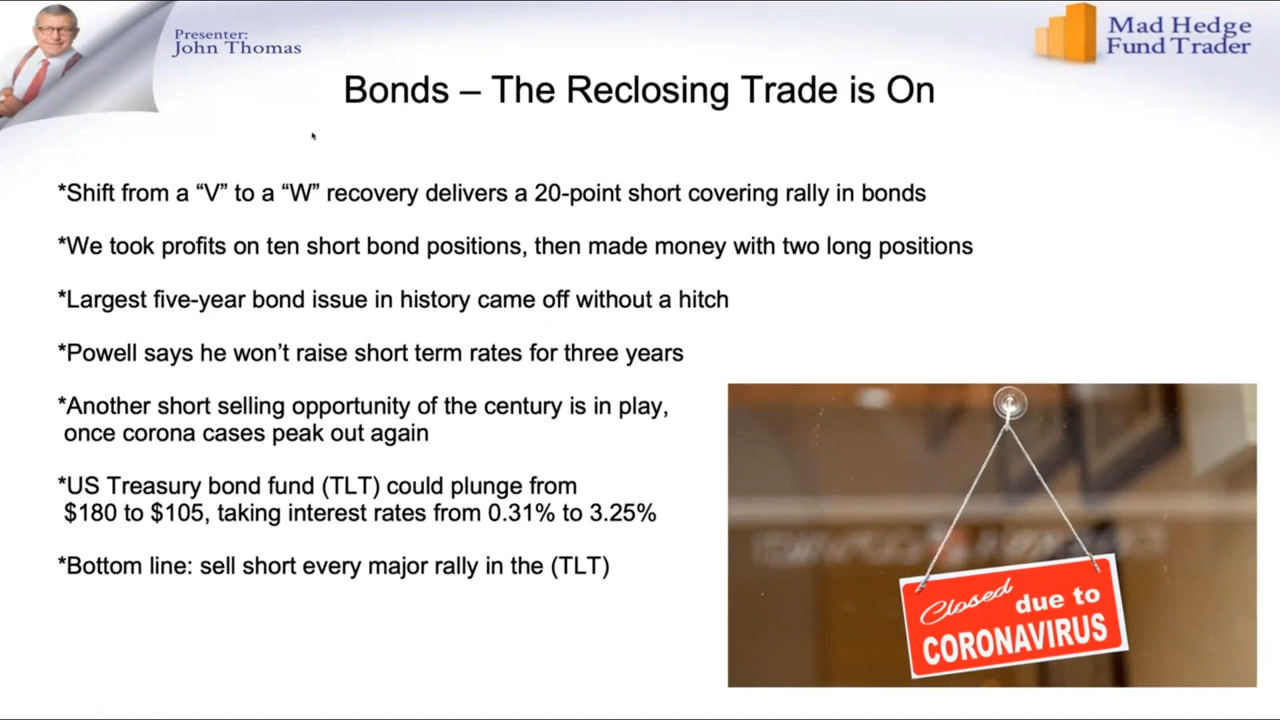 Presenter:
John Thomas
Mad Hedge
Fund Trader
Bonds – The Reclosing Trade is On
*Shift from a “V” to a “W” recovery delivers a 20-point short covering rally in bonds
*We took profits on ten short bond positions, then made money with two long positions
*Largest five-year bond issue in history came off without a hitch
*Powell says he won’t raise short term rates for three years
*Another short selling opportunity of the century is in play,
once corona cases peak out again
*US Treasury bond fund (TLT) could plunge from
$180 to $105, taking interest rates from 0.31% to 3.25%
*Bottom line: sell short every major rally in the (TLT)
Closed due to
CORONAVIRUS